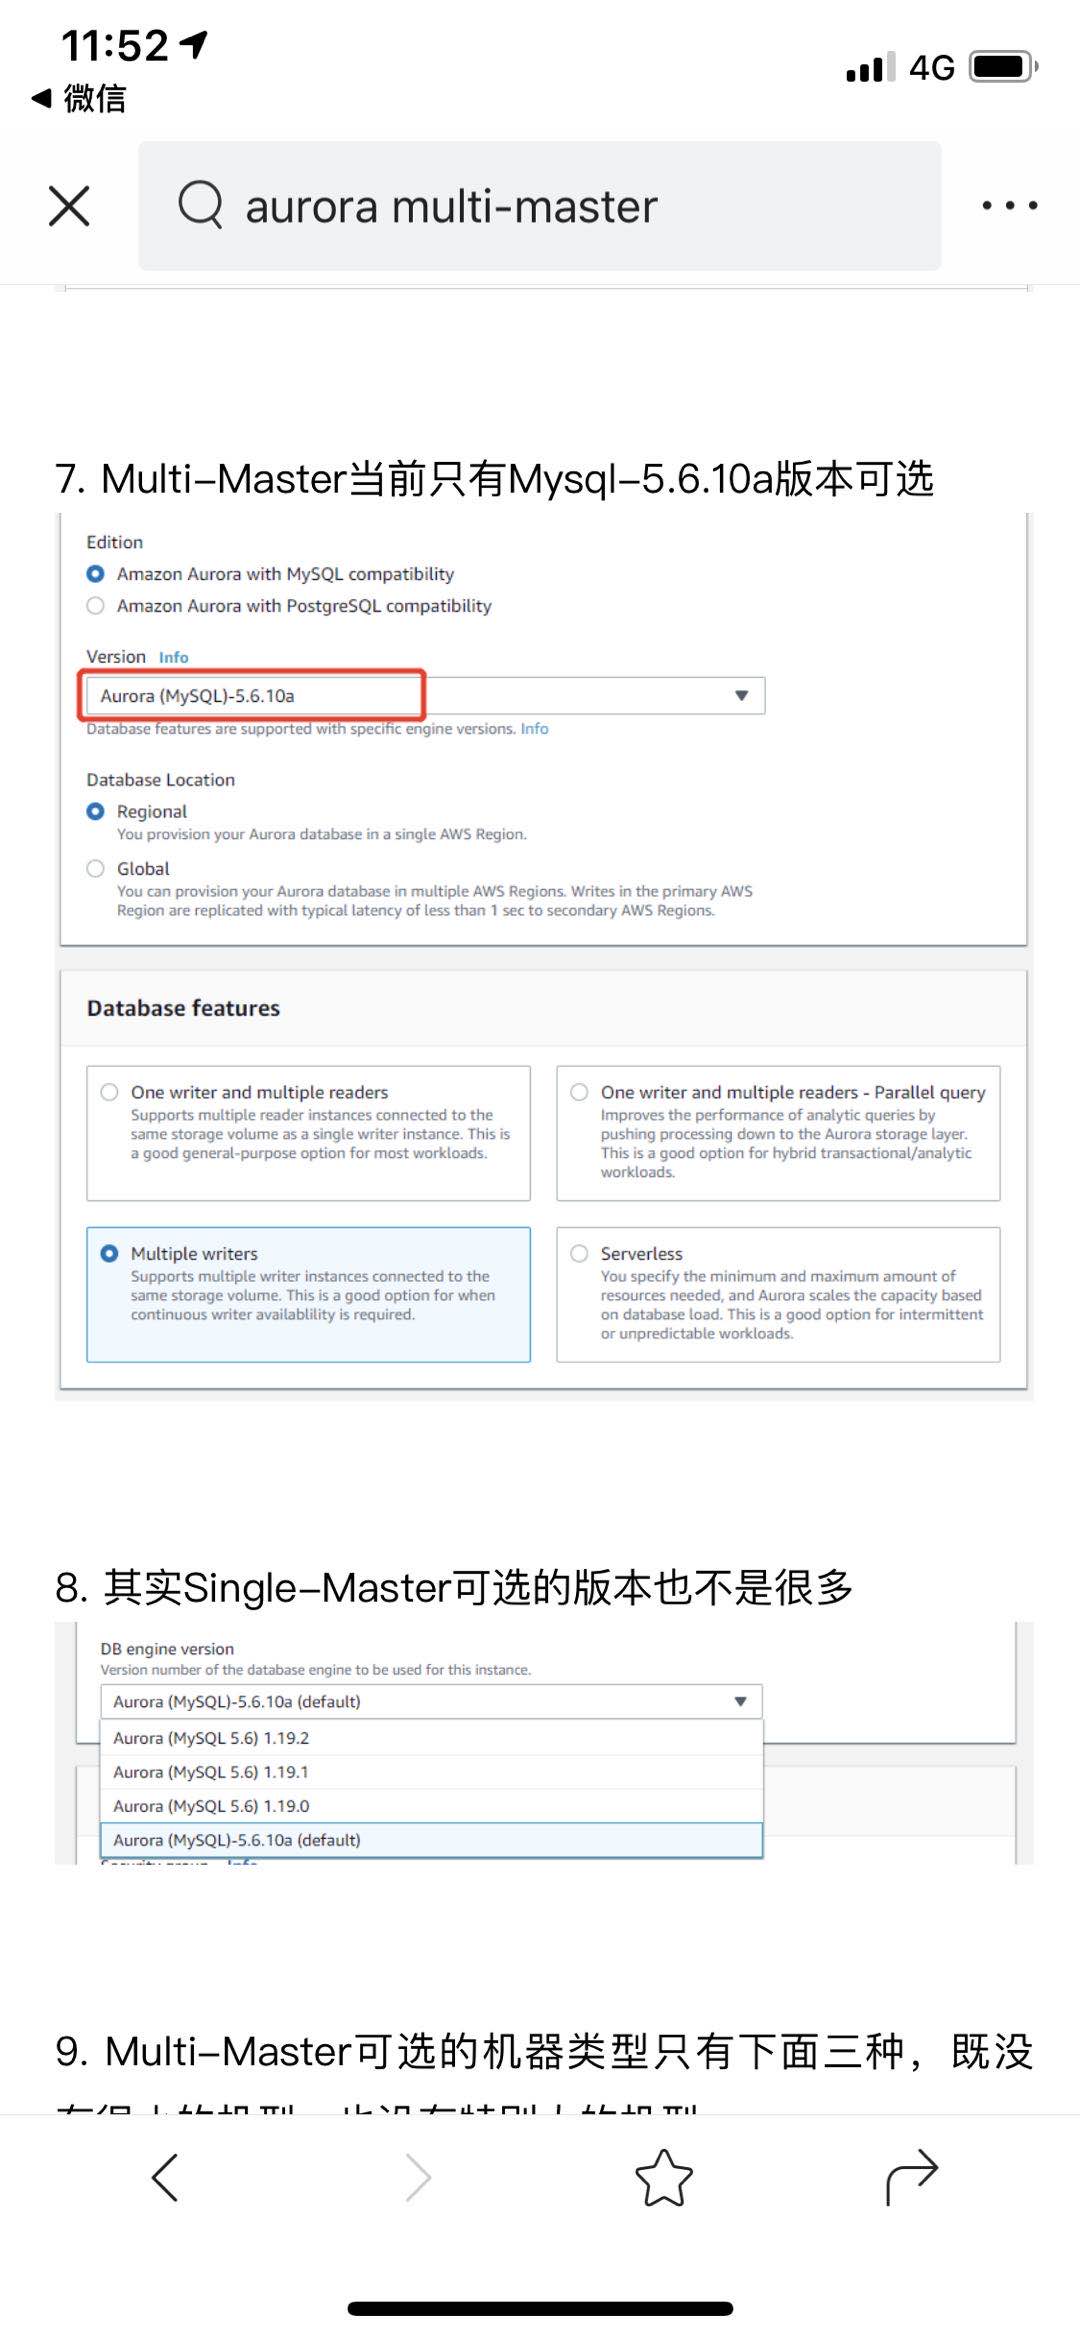 11:52
4G
微信
aurora multi-master
7. Multi-Master当前只有Mysql-5.6.10a版本可选
Edition
Amazon Aurora with MySQL compatibility
Amazon Aurora with PostgreSQL compatibility
Version Info
Aurora (MySQL)-5.6.10a
Database features are supported with specific engine versions. Info
Database Location
Regional
You provision your Aurora database in a single AWS Region.
Global
You can provision your Aurora database in multiple AWS Regions. Writes in the primary AWS
Region are replicated with typical latency of less than 1 sec to secondary AWS Regions.
Database features
One writer and multiple readers
Supports multiple reader instances connected to the
same storage volume as a single writer instance. This is
a good general-purpose option for most workloads.
One writer and multiple readers - Parallel query
Improves the performance of analytic queries by
pushing processing down to the Aurora storage layer.
This is a good option for hybrid transactional/analytic
workloads.
Multiple writers
Supports multiple writer instances connected to the
same storage volume. This is a good option for when
continuous writer availablility is required.
Serverless
You specify the minimum and maximum amount of
resources needed, and Aurora scales the capacity based
on database load. This is a good option for intermittent
or unpredictable workloads.
8. 其实Single-Master可选的版本也不是很多
DB engine version
Version number of the database engine to be used for this instance.
Aurora (MySQL)-5.6.10a (default)
Aurora (MySQL 5.6) 1.19.2
Aurora (MySQL 5.6) 1.19.1
Aurora (MySQL 5.6) 1.19.0
Aurora (MySQL)-5.6.10a (default)
9. Multi-Master可选的机器类型只有下面三种，既没